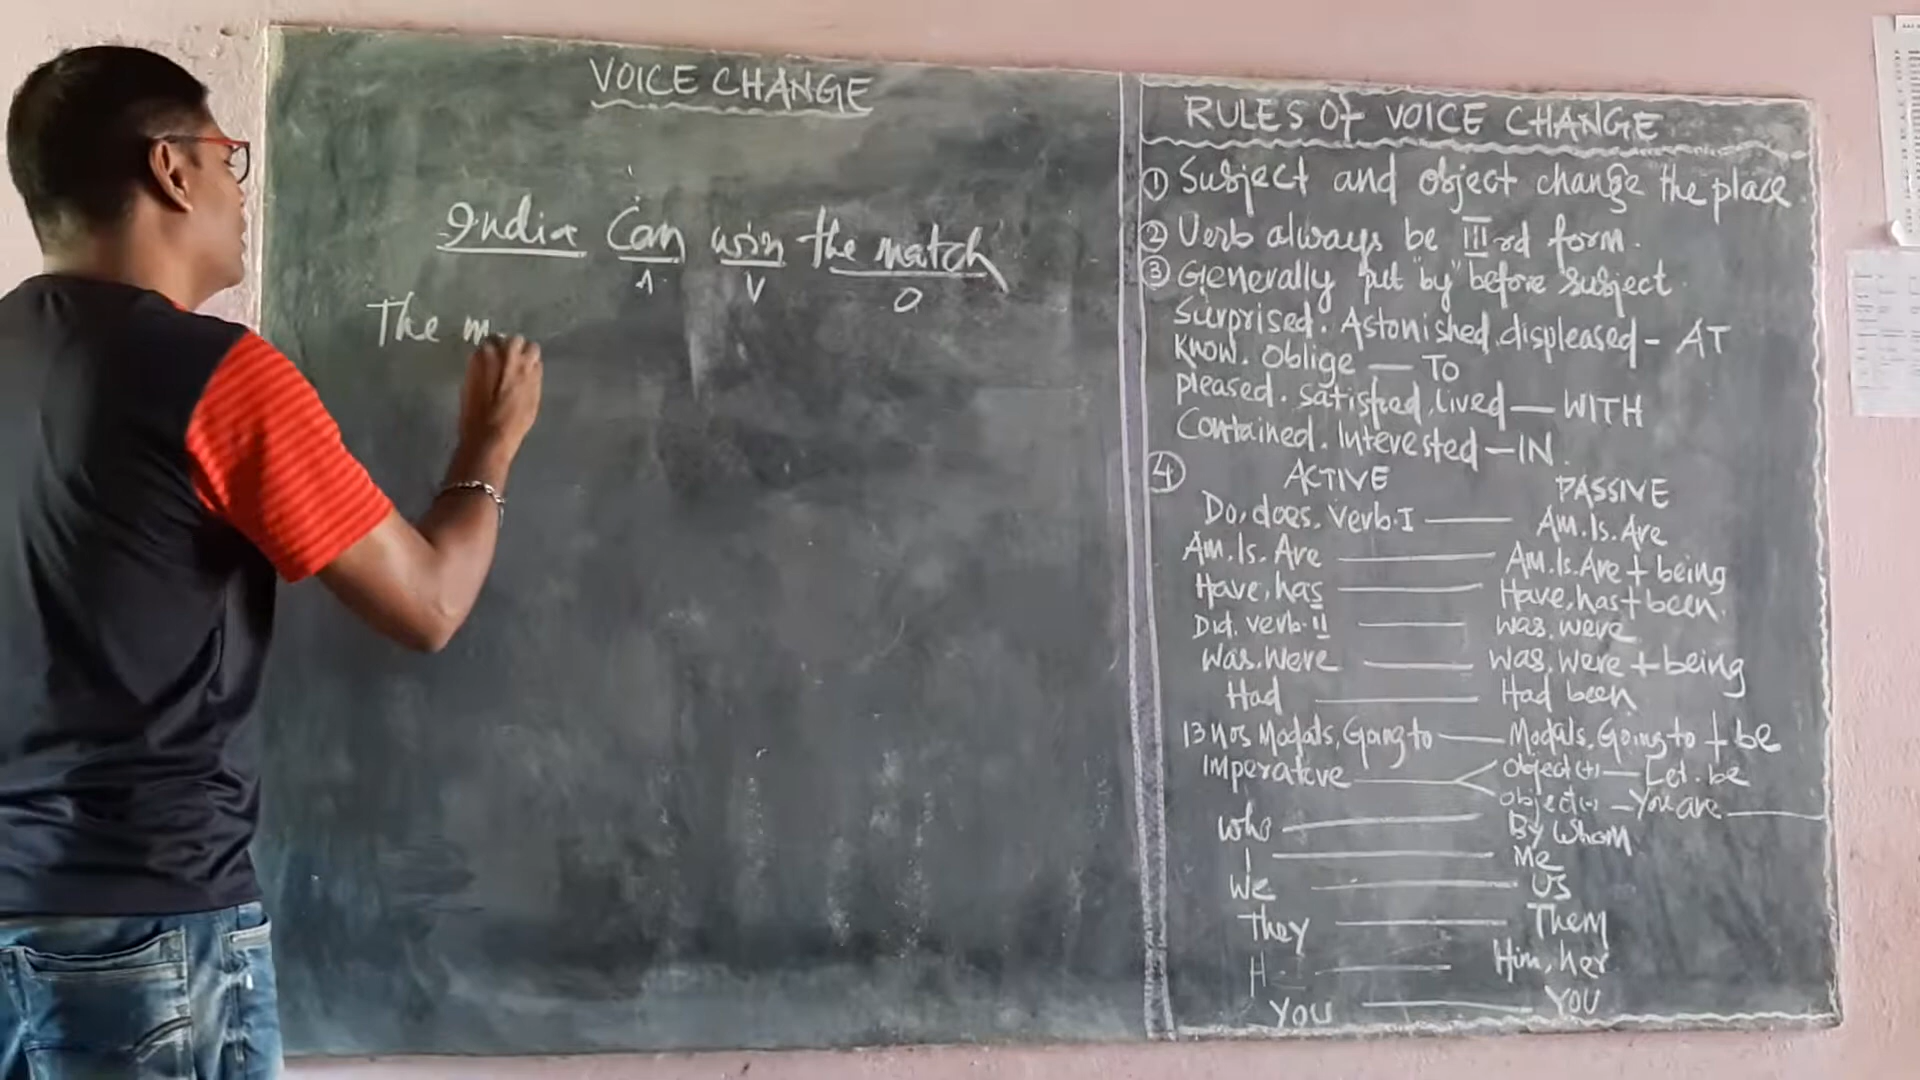 VOICE CHANGE
India Can win the match
A V O
The m
RULES Of VOICE CHANGE
① Subject and object change the place.
② Verb always be IIIrd form.
③ Generally put "by" before subject.
Surprised. Astonished, displeased - AT
Know. Oblige — To
pleased. Satisfied, Lived — WITH
Contained. Interested — IN
④ ACTIVE PASSIVE
Do, does, Verb·I — Am. Is. Are
Am. Is. Are — Am. Is. Are + being
Have, has — Have, has + been.
Did. Verb·II — Was. Were
Was. Were — Was. Were + being
Had — Had been
13 nos Modals, Going to — Modals, Going to + be
Imperative — Object(+) — Let. be
Object(-) — You are —
Who — By Whom
I — Me
We — US
They — Them
H — Him, her
YOU — YOU